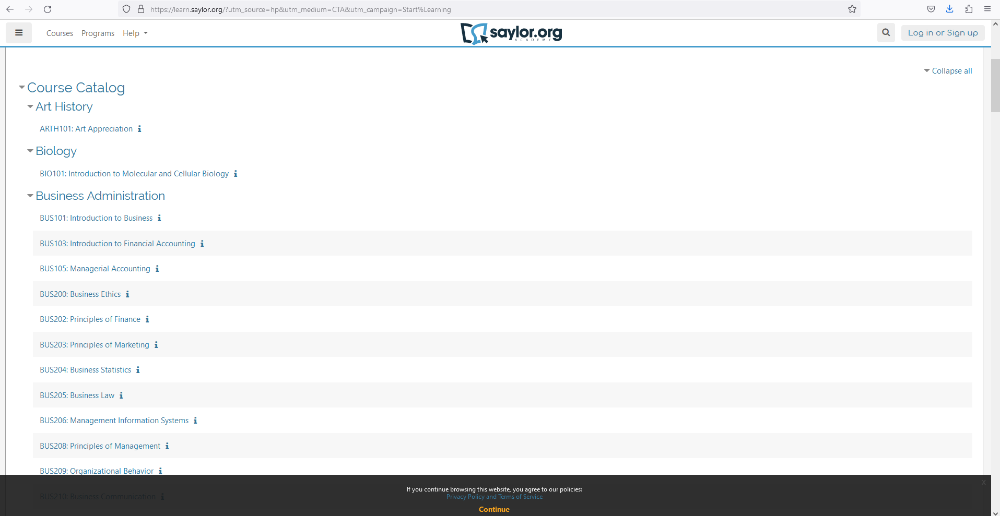 https://learn.saylor.org/?utm_source=hp&utm_medium=CTA&utm_campaign=Start%Learning
Courses Programs Help saylor.org ACADEMY Log in or Sign up
Collapse all
Course Catalog
Art History
ARTH101: Art Appreciation
Biology
BIO101: Introduction to Molecular and Cellular Biology
Business Administration
BUS101: Introduction to Business
BUS103: Introduction to Financial Accounting
BUS105: Managerial Accounting
BUS200: Business Ethics
BUS202: Principles of Finance
BUS203: Principles of Marketing
BUS204: Business Statistics
BUS205: Business Law
BUS206: Management Information Systems
BUS208: Principles of Management
BUS209: Organizational Behavior
BUS210: Business Communication
If you continue browsing this website, you agree to our policies:
Privacy Policy and Terms of Service
Continue
x